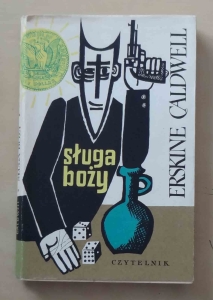 sługa
boży
ERSKINE CALDWELL
CZYTELNIK